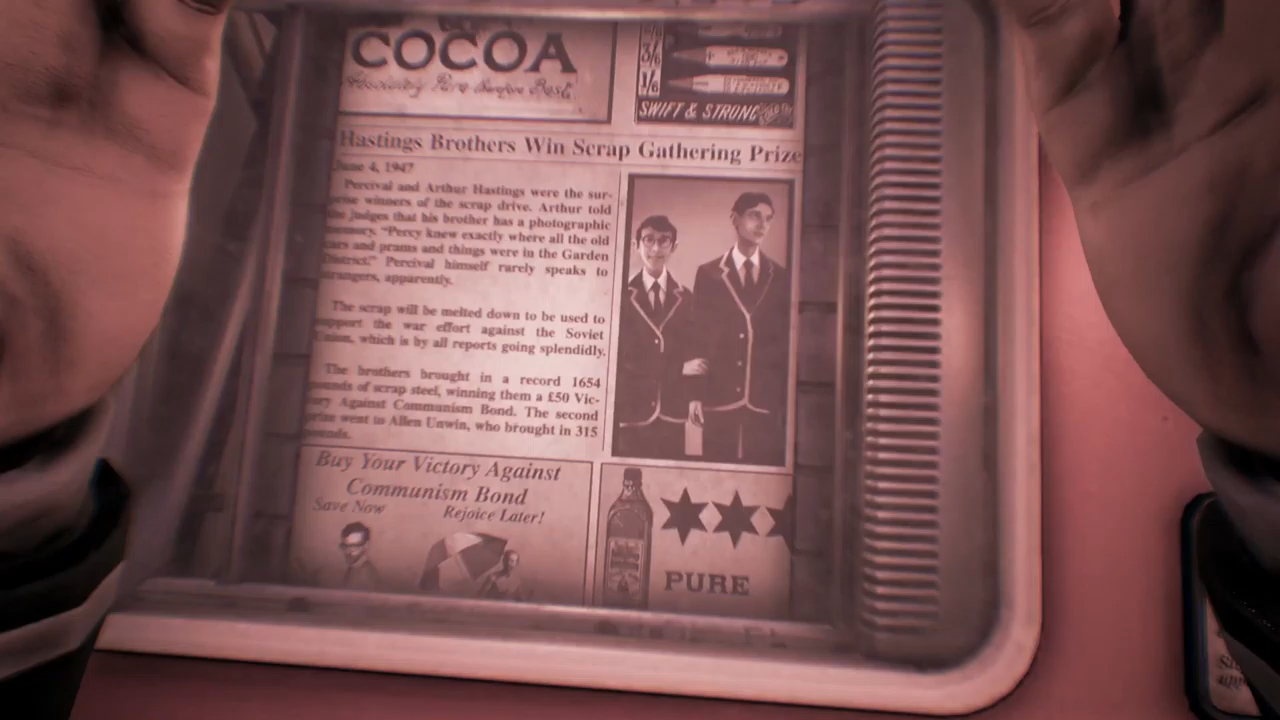 COCOA
3/6
1/6
SWIFT & STRONG
Hastings Brothers Win Scrap Gathering Prize
June 4, 1947
Percival and Arthur Hastings were the sur-
prise winners of the scrap drive. Arthur told
the judges that his brother has a photographic
memory. “Percy knew exactly where all the old
cars and prams and things were in the Garden
District.” Percival himself rarely speaks to
strangers, apparently.
The scrap will be melted down to be used to
support the war effort against the Soviet
Union, which is by all reports going splendidly.
The brothers brought in a record 1654
pounds of scrap steel, winning them a £50 Vic-
tory Against Communism Bond. The second
prize went to Allen Unwin, who brought in 315
pounds.
Buy Your Victory Against
Communism Bond
Save Now Rejoice Later!
PURE